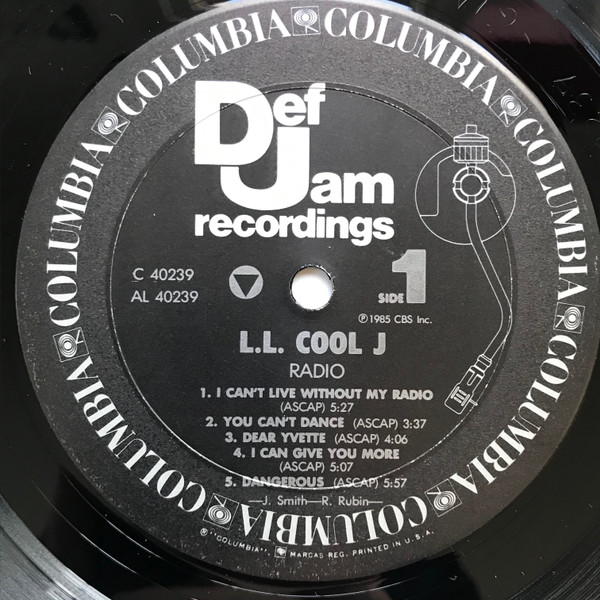 COLUMBIA COLUMBIA COLUMBIA COLUMBIA COLUMBIA COLUMBIA COLUMBIA COLUMBIA
Def
Jam
recordings
C 40239
AL 40239
SIDE 1
℗ 1985 CBS Inc.
L.L. COOL J
RADIO
1. I CAN'T LIVE WITHOUT MY RADIO
(ASCAP) 5:27
2. YOU CAN'T DANCE (ASCAP) 3:37
3. DEAR YVETTE (ASCAP) 4:06
4. I CAN GIVE YOU MORE
(ASCAP) 5:07
5. DANGEROUS (ASCAP) 5:57
—J. Smith—R. Rubin—
® "COLUMBIA", MARCAS REG. PRINTED IN U.S.A.